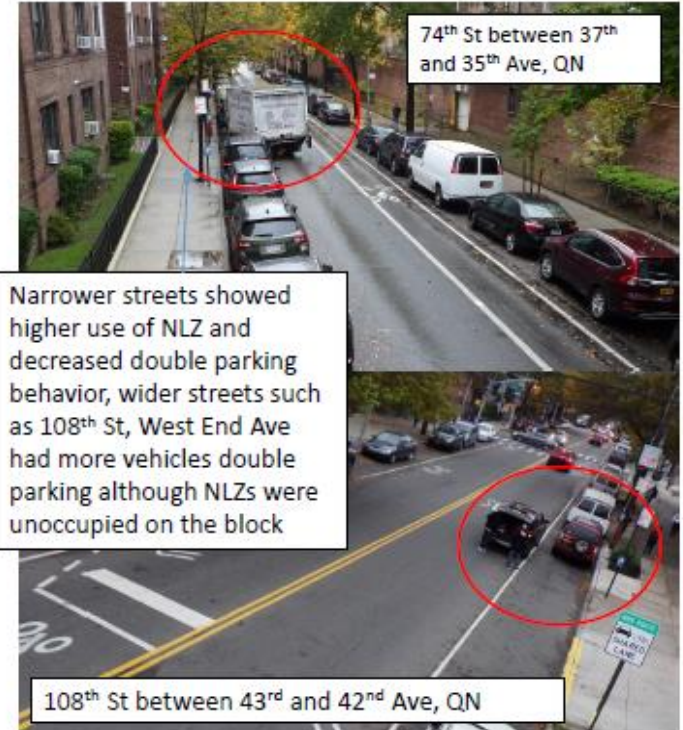 74th St between 37th
and 35th Ave, QN
Narrower streets showed
higher use of NLZ and
decreased double parking
behavior, wider streets such
as 108th St, West End Ave
had more vehicles double
parking although NLZs were
unoccupied on the block
SHARED
LANE
108th St between 43rd and 42nd Ave, QN